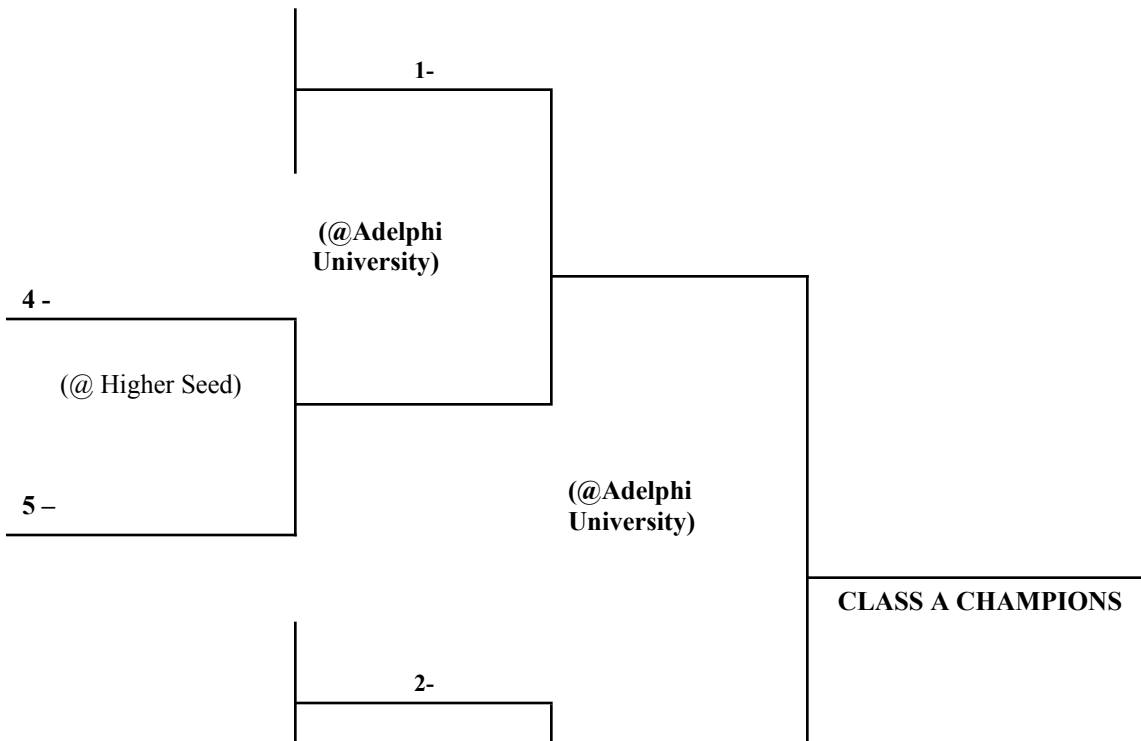 1-
(@Adelphi
University)
4 -
(@ Higher Seed)
5 –
(@Adelphi
University)
CLASS A CHAMPIONS
2-